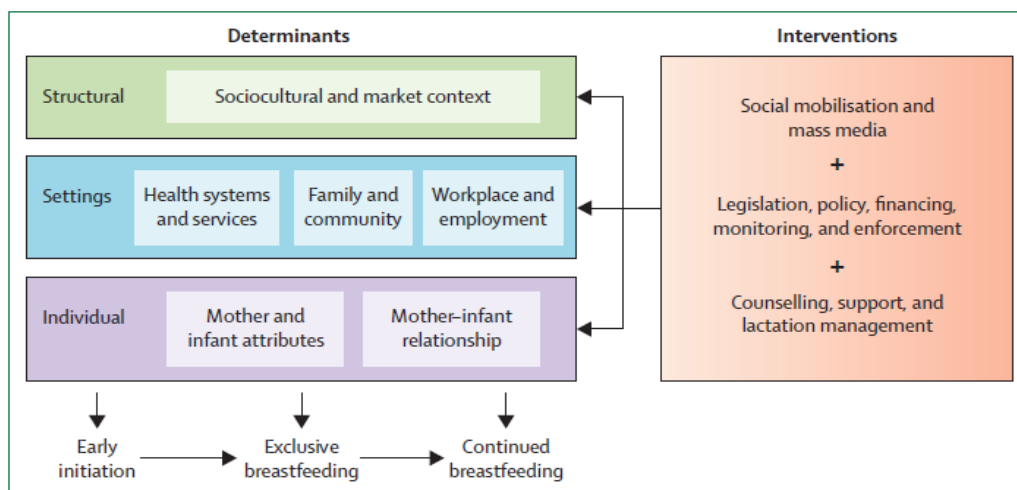 Determinants
Structural
Sociocultural and market context
Settings
Health systems
and services
Family and
community
Workplace and
employment
Individual
Mother and
infant attributes
Mother–infant
relationship
Early
initiation
Exclusive
breastfeeding
Continued
breastfeeding
Interventions
Social mobilisation and
mass media
+
Legislation, policy, financing,
monitoring, and enforcement
+
Counselling, support, and
lactation management